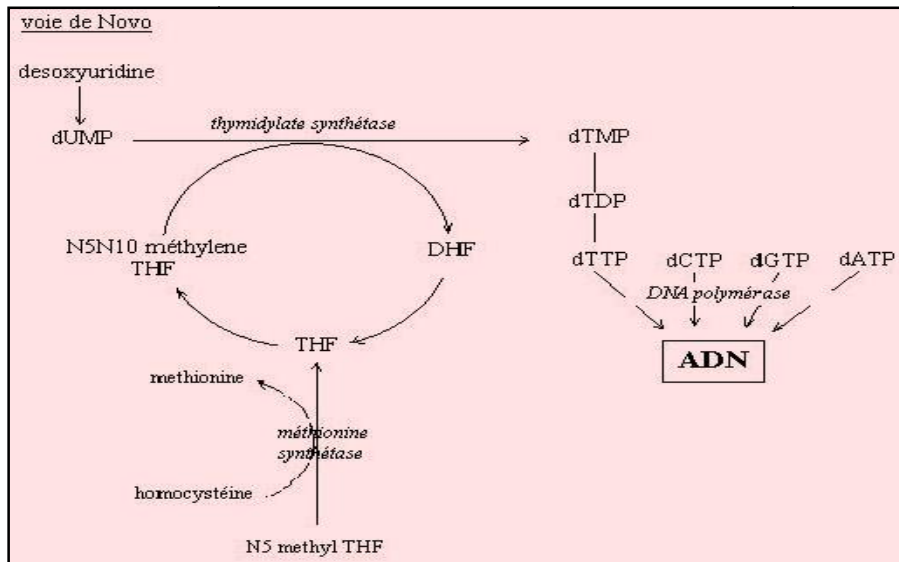 voie de Novo
desoxyuridine
thymidylate synthétase
dUMP
dTMP
dTDP
N5N10 méthylene
THF
DHF
dTTP
dCTP
dGTP
dATP
DNA polymérase
THF
ADN
methionine
méthionine
synthétase
homocystéine
N5 methyl THF